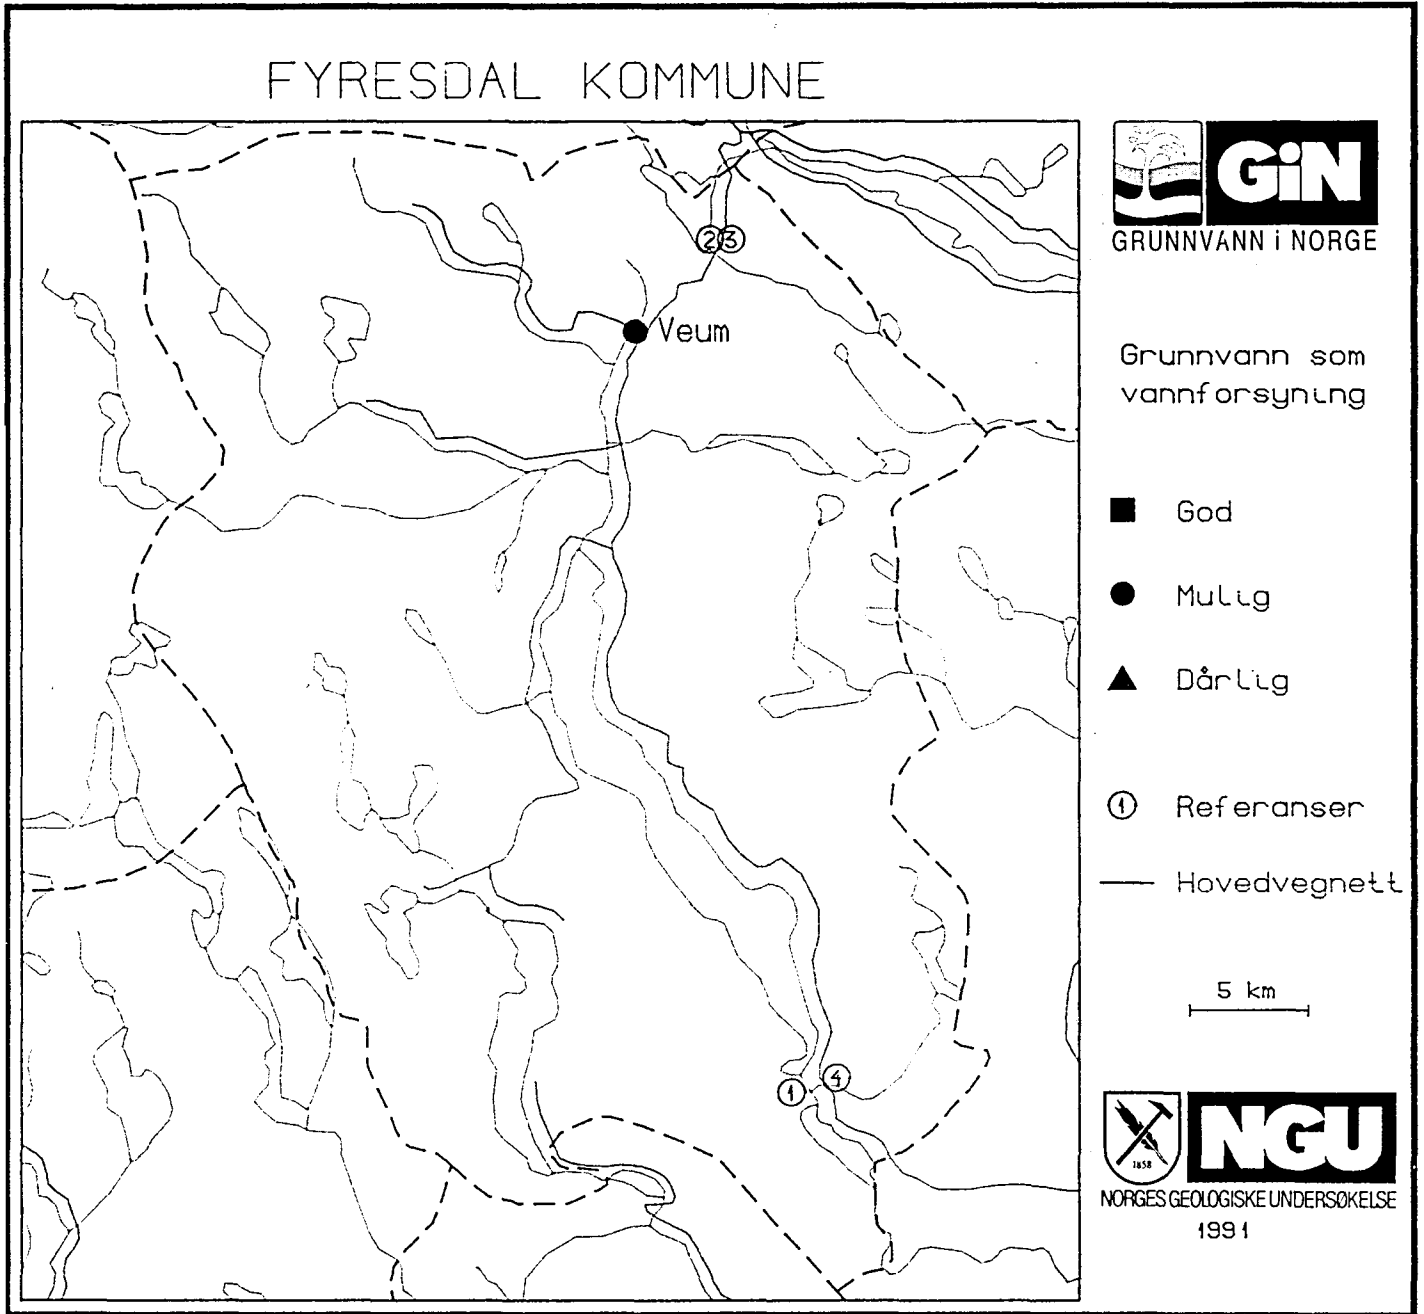 FYRESDAL KOMMUNE
GiN
GRUNNVANN i NORGE
2 3
Veum
Grunnvann som
vannforsyning
God
Mulig
Dårlig
1 Referanser
Hovedvegnett
5 km
4
1
1858
NGU
NORGES GEOLOGISKE UNDERSØKELSE
1991